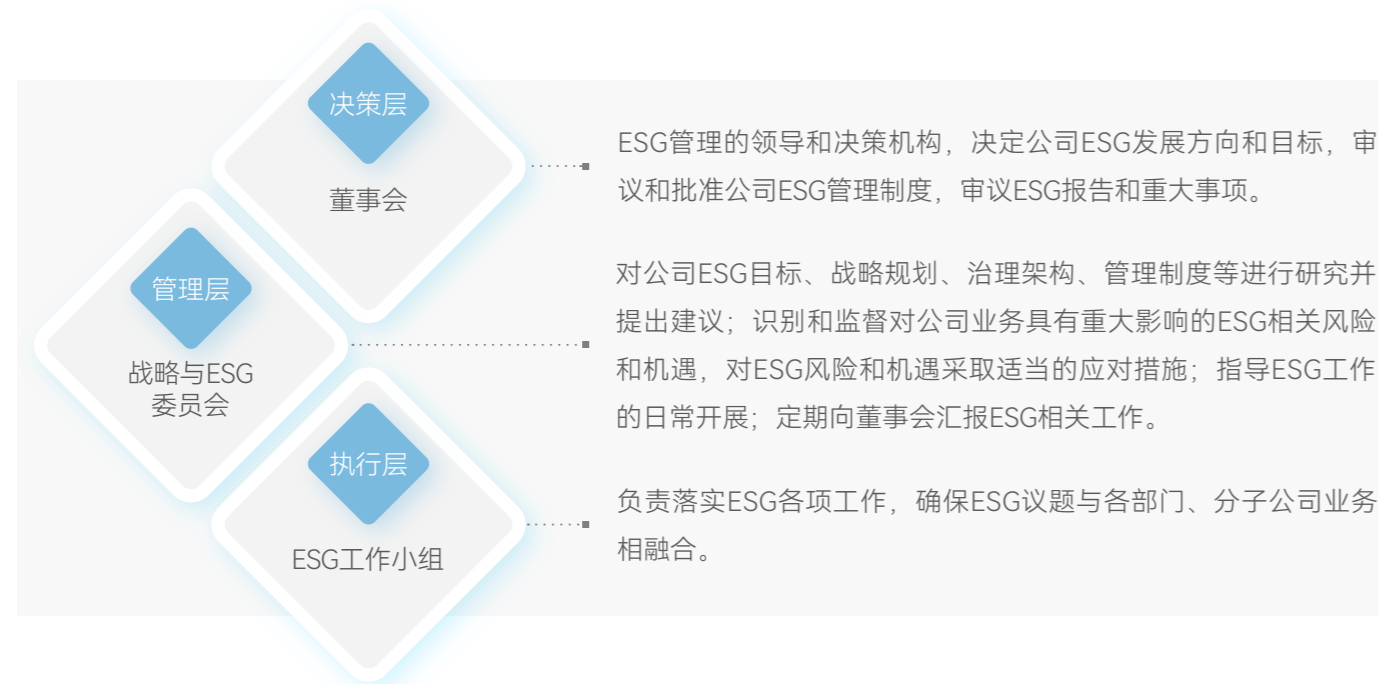 决策层
董事会
ESG管理的领导和决策机构，决定公司ESG发展方向和目标，审
议和批准公司ESG管理制度，审议ESG报告和重大事项。
管理层
战略与ESG
委员会
对公司ESG目标、战略规划、治理架构、管理制度等进行研究并
提出建议；识别和监督对公司业务具有重大影响的ESG相关风险
和机遇，对ESG风险和机遇采取适当的应对措施；指导ESG工作
的日常开展；定期向董事会汇报ESG相关工作。
执行层
ESG工作小组
负责落实ESG各项工作，确保ESG议题与各部门、分子公司业务
相融合。